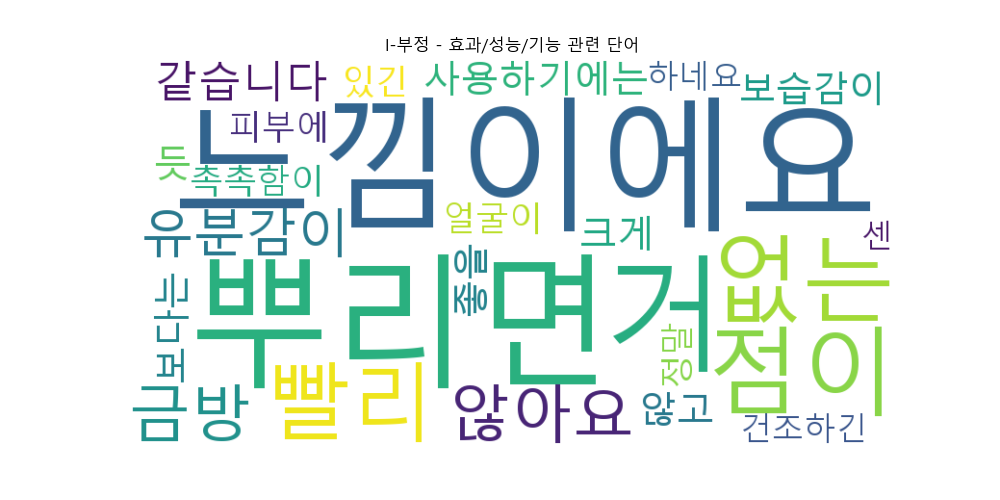 I-부정 - 효과/성능/기능 관련 단어
같습니다 있긴 사용하기에는 하네요 보습감이
피부에 느낌이에요
듯 촉촉함이
유분감이 얼굴이 크게 센
뿌리면거 좋을 없는
보다는 정말 점이
금방 빨리 않아요 않고 건조하긴